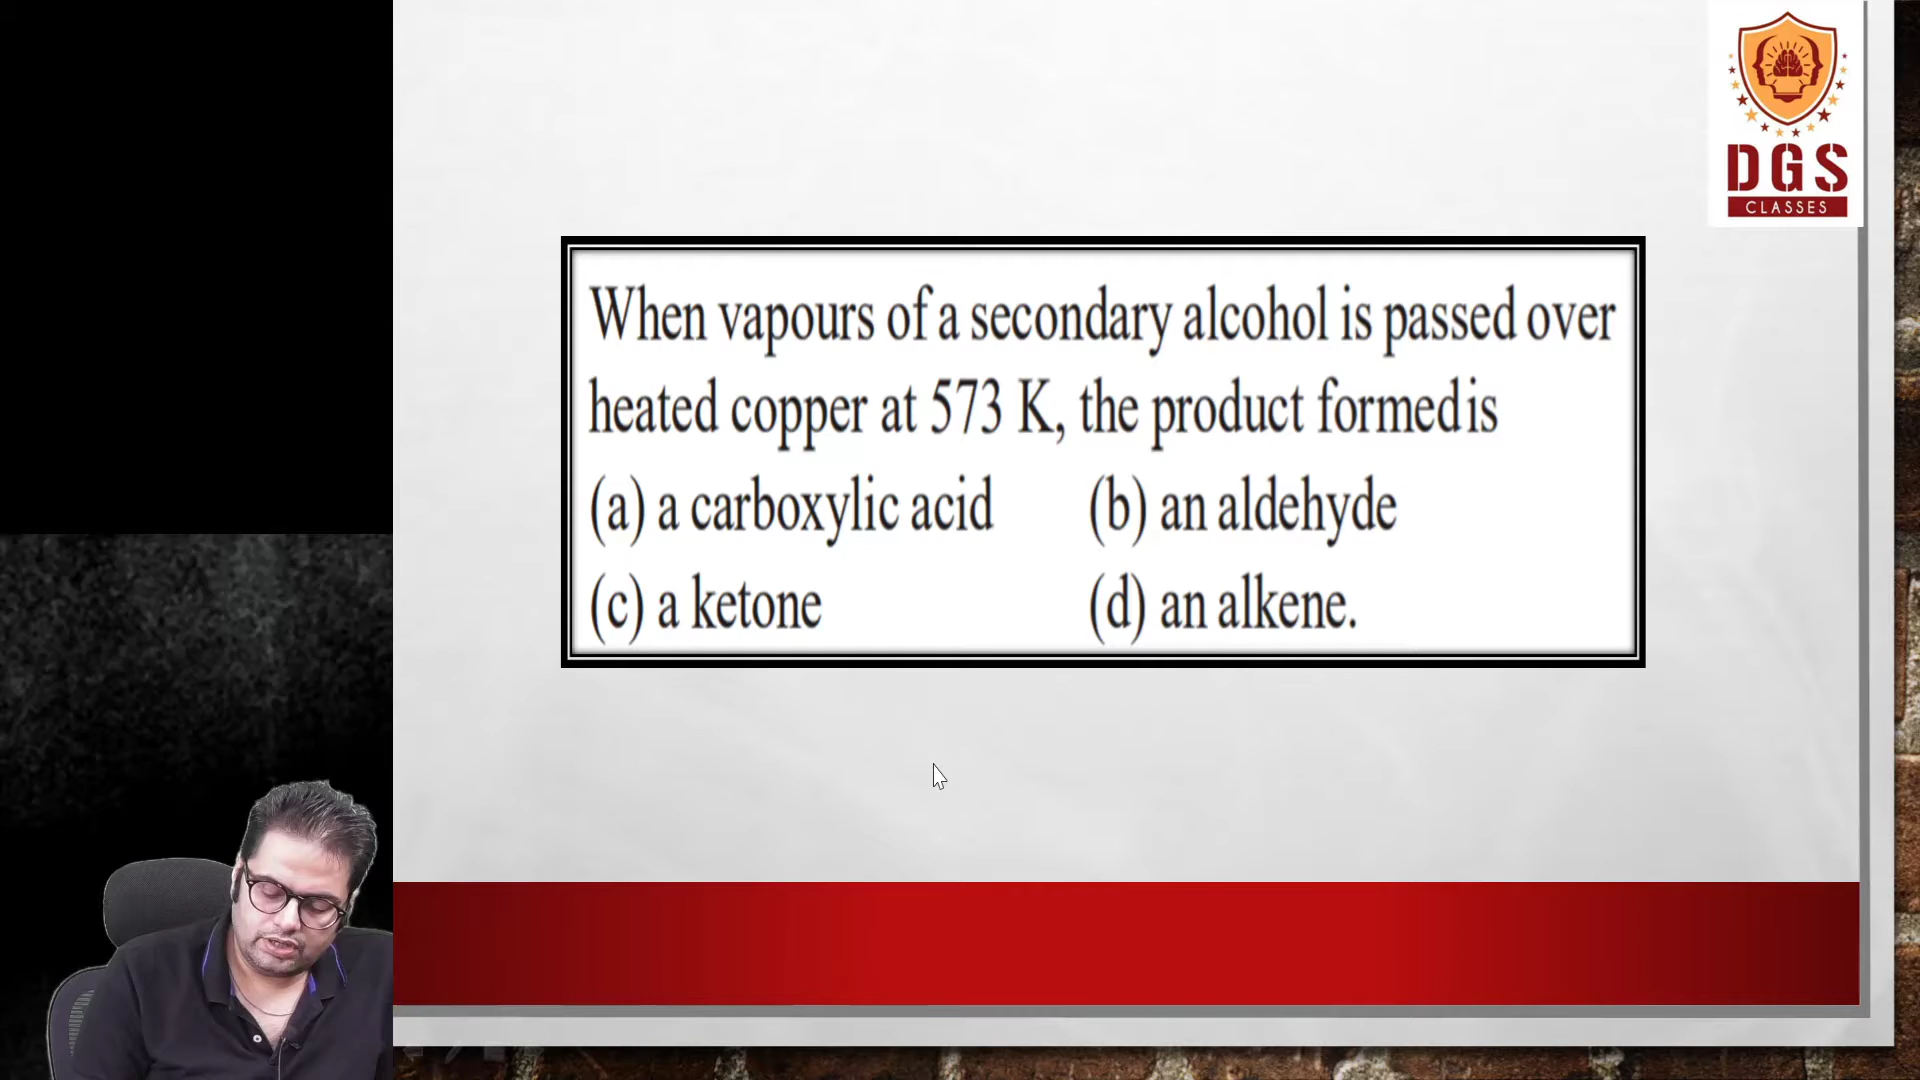 DGS
CLASSES
When vapours of a secondary alcohol is passed over
heated copper at 573 K, the product formed is
(a) a carboxylic acid (b) an aldehyde
(c) a ketone (d) an alkene.